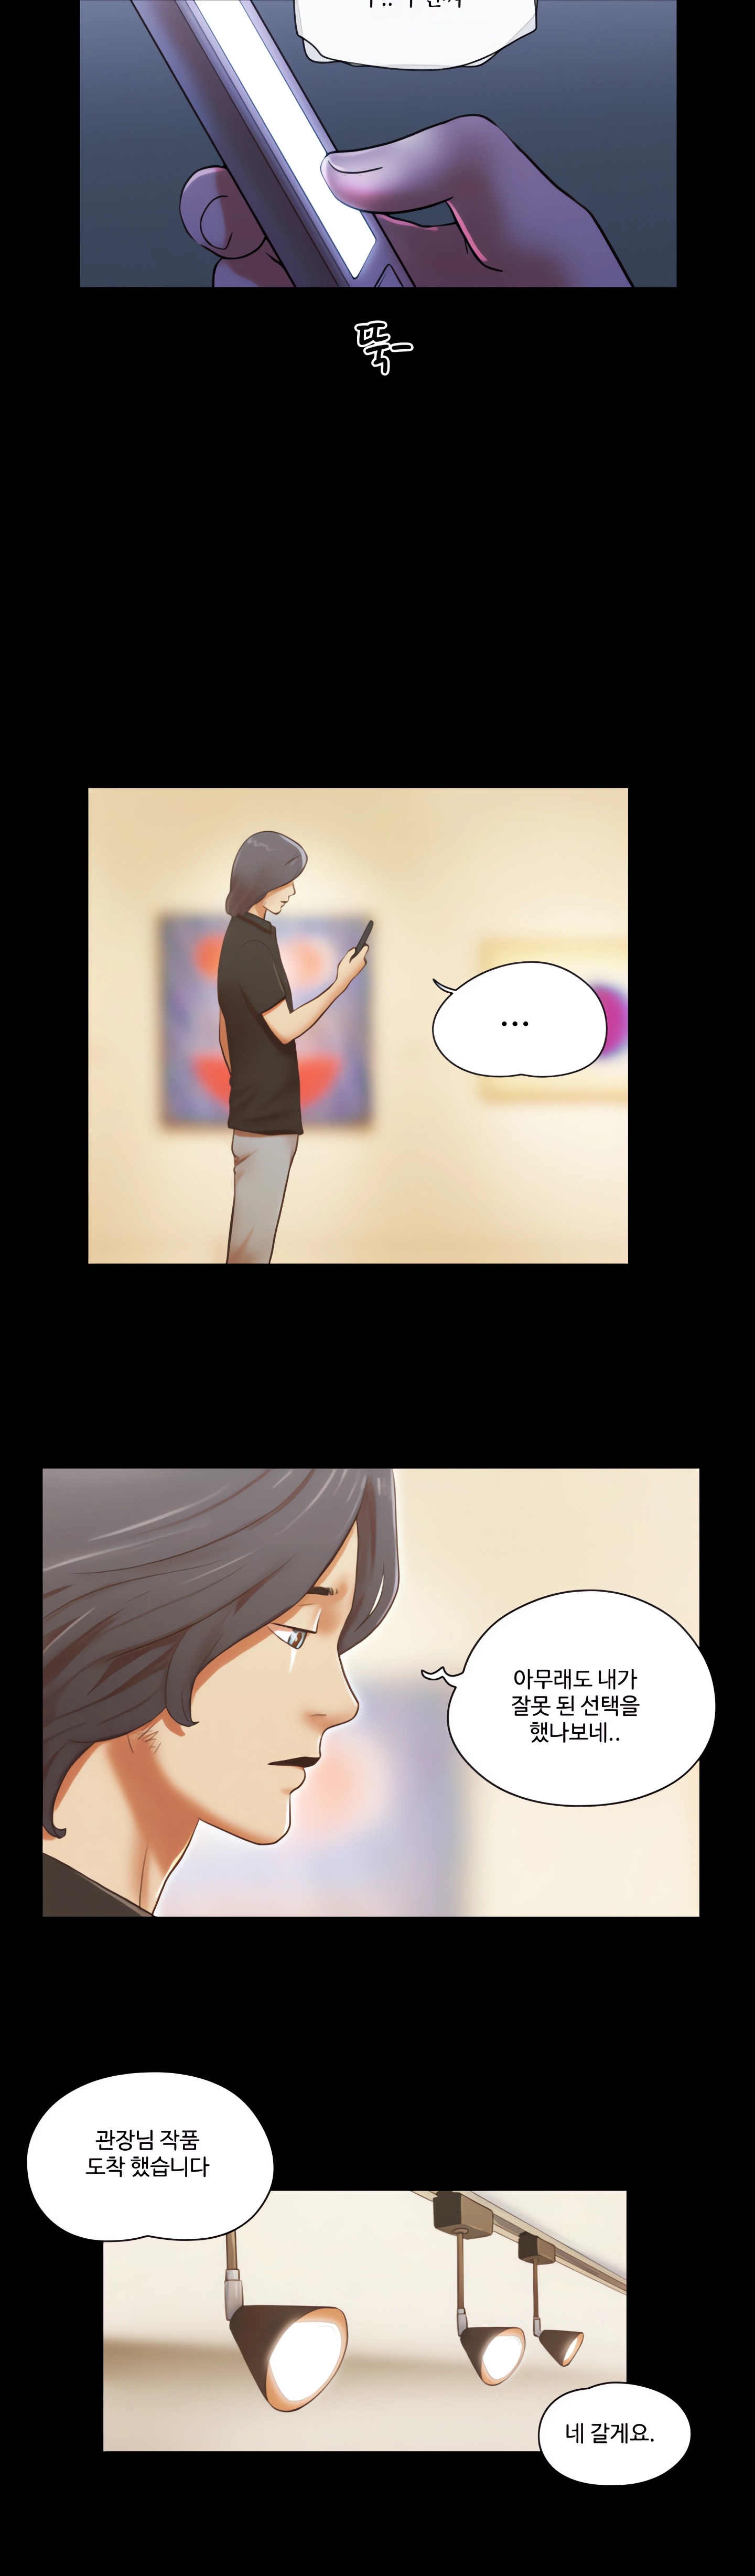 뚝-
...
아무래도 내가
잘못 된 선택을
했나보네..
관장님 작품
도착 했습니다
네 갈게요.